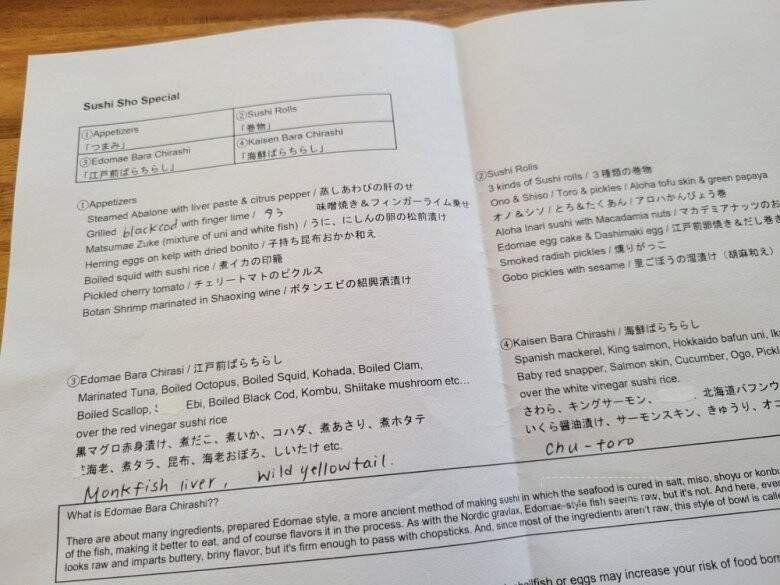 Sushi Sho Special
①Appetizers
「つまみ」
②Sushi Rolls
「巻物」
③Edomae Bara Chirashi
「江戸前ばらちらし」
④Kaisen Bara Chirashi
「海鮮ばらちらし」
①Appetizers
Steamed Abalone with liver paste & citrus pepper / 蒸しあわびの肝のせ
Grilled blackcod with finger lime / タラ 味噌焼き＆フィンガーライム乗せ
Matsumae Zuke (mixture of uni and white fish) / うに、にしんの卵の松前漬け
Herring eggs on kelp with dried bonito / 子持ち昆布おかか和え
Boiled squid with sushi rice / 煮イカの印籠
Pickled cherry tomato / チェリートマトのピクルス
Botan Shrimp marinated in Shaoxing wine / ボタンエビの紹興酒漬け
②Sushi Rolls
3 kinds of Sushi rolls / 3 種類の巻物
Ono & Shiso / Toro & pickles / Aloha tofu skin & green papaya
オノ＆シソ / とろ＆たくあん / アロハかんぴょう巻
Aloha Inari sushi with Macadamia nuts / マカデミアナッツのお
Edomae egg cake & Dashimaki egg / 江戸前卵焼き＆だし巻き
Smoked radish pickles / 燻りがっこ
Gobo pickles with sesame / 里ごぼうの溜漬け（胡麻和え）
③Edomae Bara Chirasi / 江戸前ばらちらし
Marinated Tuna, Boiled Octopus, Boiled Squid, Kohada, Boiled Clam,
Boiled Scallop, Ebi, Boiled Black Cod, Kombu, Shiitake mushroom etc...
over the red vinegar sushi rice
黒マグロ赤身漬け、煮だこ、煮いか、コハダ、煮あさり、煮ホタテ
海老、煮タラ、昆布、海老おぼろ、しいたけ etc.
Monkfish liver, wild yellowtail.
④Kaisen Bara Chirashi / 海鮮ばらちらし
Spanish mackerel, King salmon, Hokkaido bafun uni,
Baby red snapper, Salmon skin, Cucumber, Ogo,
over the white vinegar sushi rice.
さわら、キングサーモン、 北海道バフンウ
いくら醤油漬け、サーモンスキン、きゅうり、オゴ
chu-toro
What is Edomae Bara Chirashi??
There are about many ingredients, prepared Edomae style, a more ancient method of making sushi in which the seafood is cured in salt, miso, shoyu or konbu
of the fish, making it better to eat, and of course flavors it in the process. As with the Nordic gravlax, Edomae-style fish seems raw, but it's not. And here,
looks raw and imparts buttery, briny flavor, but it's firm enough to pass with chopsticks. And, since most of the ingredients aren't raw, this style of bowl is
or eggs may increase your risk of food